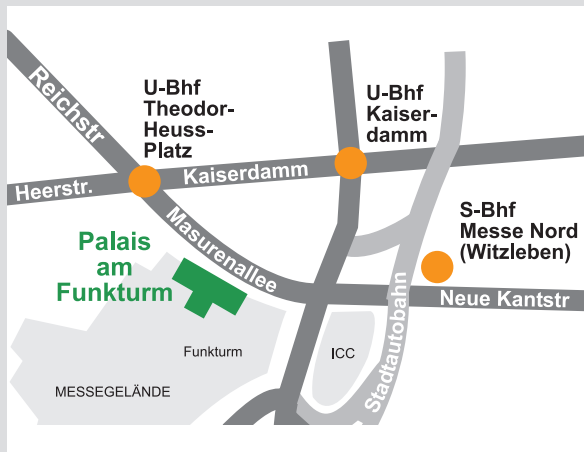 Reichstr
U-Bhf
Theodor-
Heuss-
Platz
U-Bhf
Kaiser-
damm
Heerstr.
Kaiserdamm
S-Bhf
Messe Nord
(Witzleben)
Palais
am
Funkturm
Masurenallee
Neue Kantstr
Stadtautobahn
Funkturm
ICC
MESSEGELÄNDE